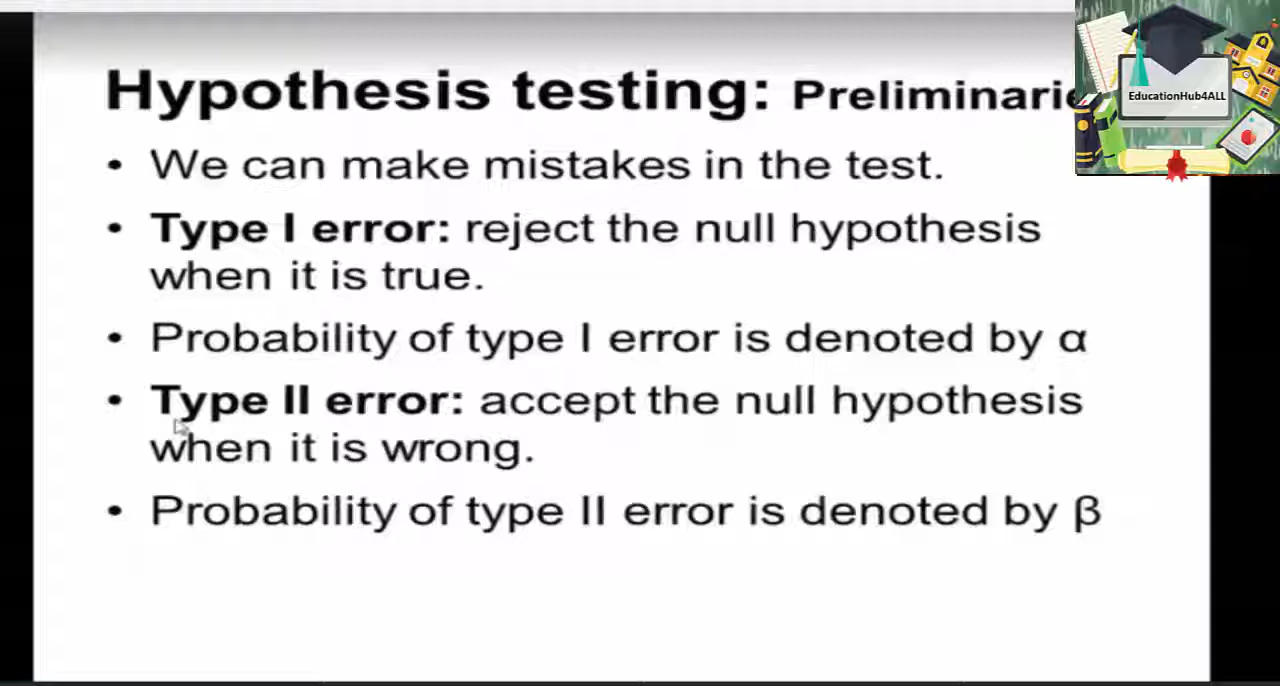 Hypothesis testing: Preliminarie
EducationHub4ALL
• We can make mistakes in the test.
• Type I error: reject the null hypothesis
when it is true.
• Probability of type I error is denoted by α
• Type II error: accept the null hypothesis
when it is wrong.
• Probability of type II error is denoted by β